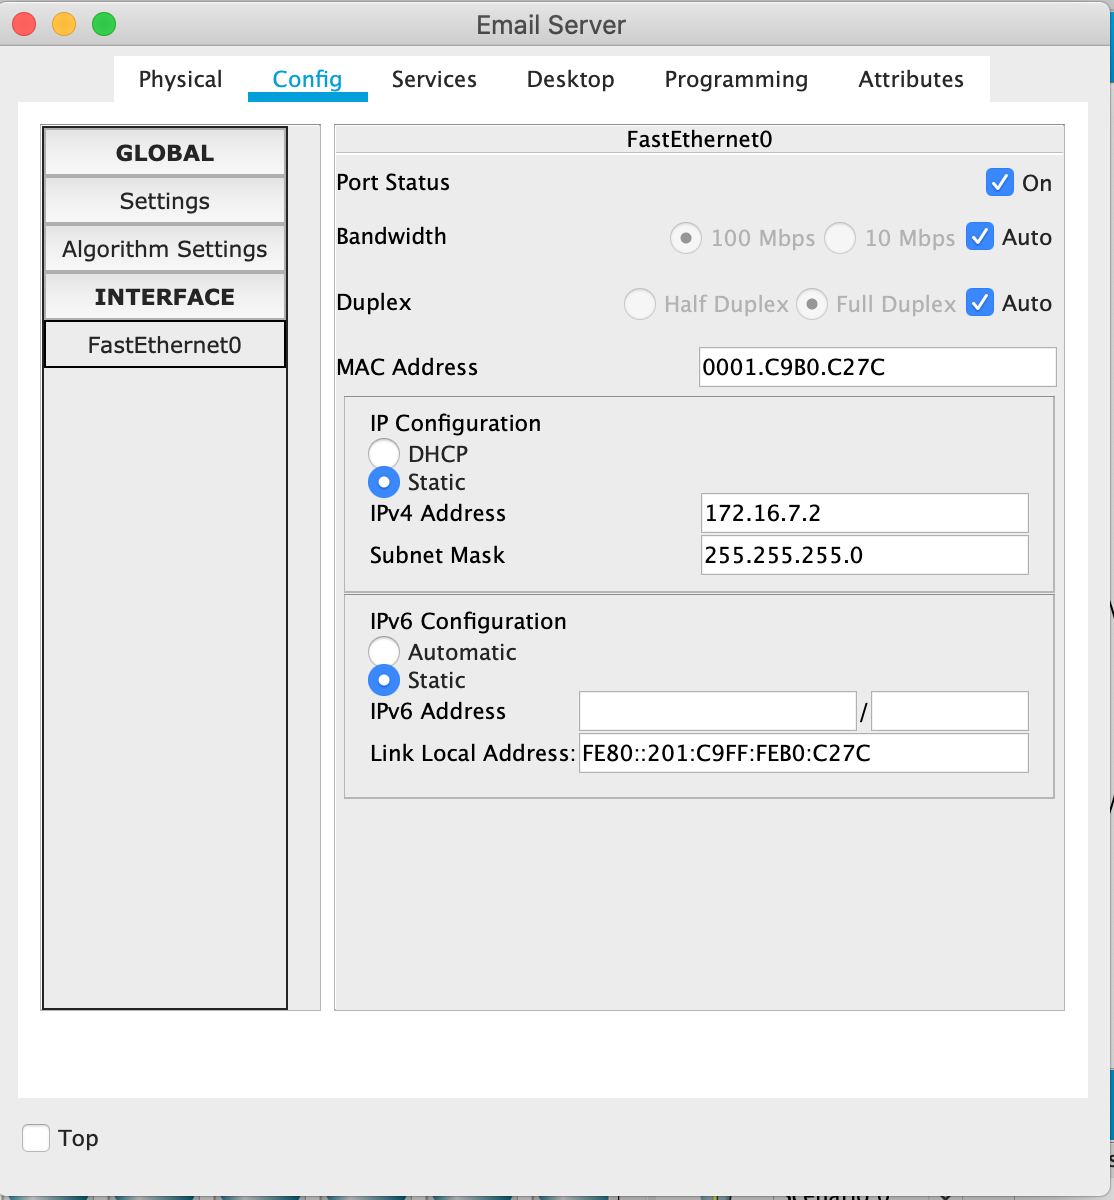 Email Server
Physical Config Services Desktop Programming Attributes
GLOBAL
Settings
Algorithm Settings
INTERFACE
FastEthernet0
FastEthernet0
Port Status On
Bandwidth 100 Mbps 10 Mbps Auto
Duplex Half Duplex Full Duplex Auto
MAC Address 0001.C9B0.C27C
IP Configuration
DHCP
Static
IPv4 Address 172.16.7.2
Subnet Mask 255.255.255.0
IPv6 Configuration
Automatic
Static
IPv6 Address /
Link Local Address: FE80::201:C9FF:FEB0:C27C
Top